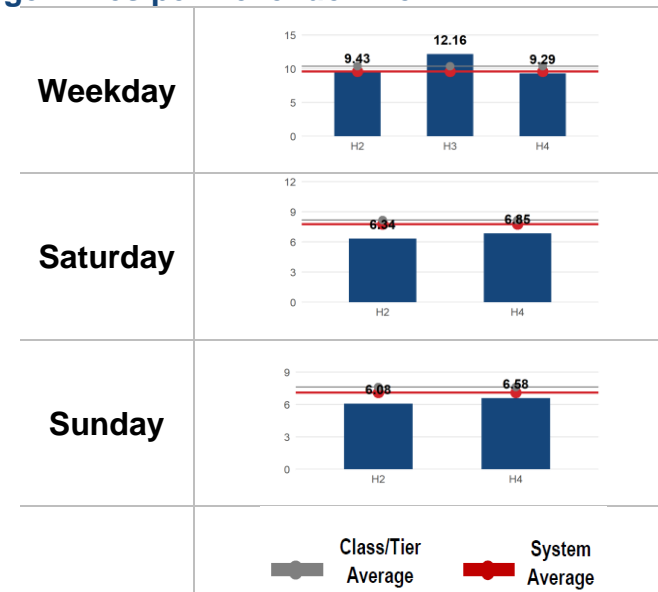 Weekday
15
10
5
0
9.43
12.16
9.29
H2
H3
H4
Saturday
12
9
6
3
0
6.34
6.85
H2
H4
Sunday
9
6
3
0
6.08
6.58
H2
H4
Class/Tier
Average
System
Average